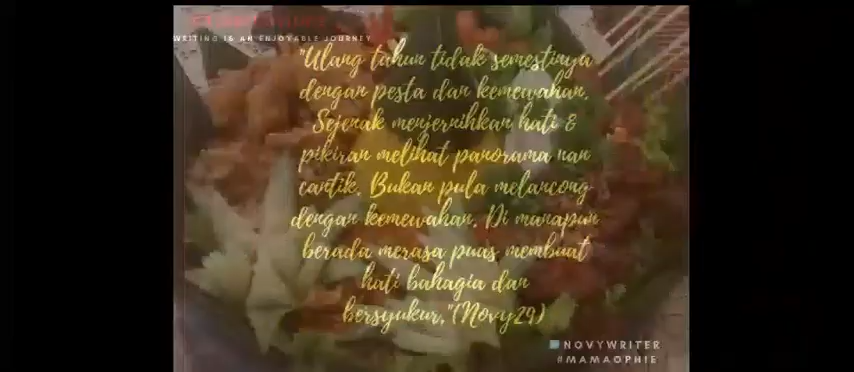 WRITING IS AN ENJOYABLE JOURNEY
"Ulang tahun tidak semestinya
dengan pesta dan kemewahan.
Sejenak menjernihkan hati &
pikiran melihat panorama nan
cantik. Bukan pula melancong
dengan kemewahan. Di manapun
berada merasa puas membuat
hati bahagia dan
bersyukur."(Novy29)
NOVYWRITER
#MAMAOPHIE